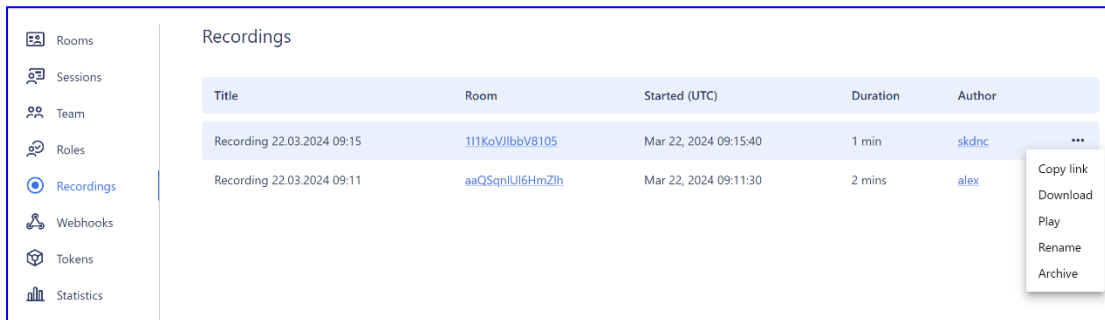 Rooms
Sessions
Team
Roles
Recordings
Webhooks
Tokens
Statistics
Recordings
Title Room Started (UTC) Duration Author
Recording 22.03.2024 09:15 1I1KoVJlbbV8105 Mar 22, 2024 09:15:40 1 min skdnc •••
Recording 22.03.2024 09:11 aaQSqnIUI6HmZIh Mar 22, 2024 09:11:30 2 mins alex
Copy link
Download
Play
Rename
Archive